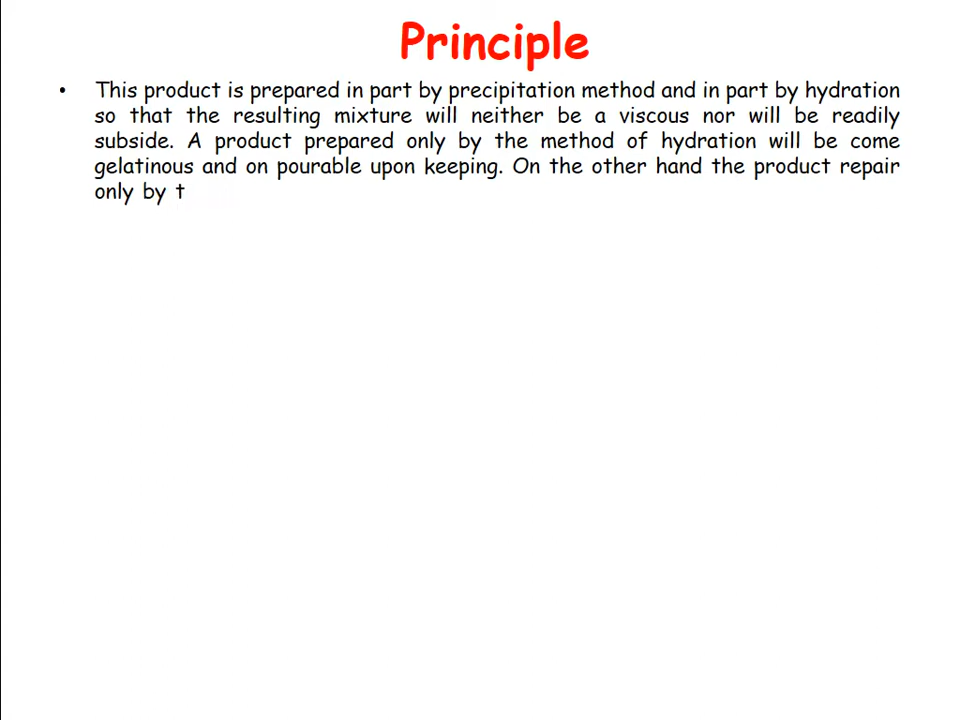 Principle
• This product is prepared in part by precipitation method and in part by hydration
so that the resulting mixture will neither be a viscous nor will be readily
subside. A product prepared only by the method of hydration will be come
gelatinous and on pourable upon keeping. On the other hand the product repair
only by t